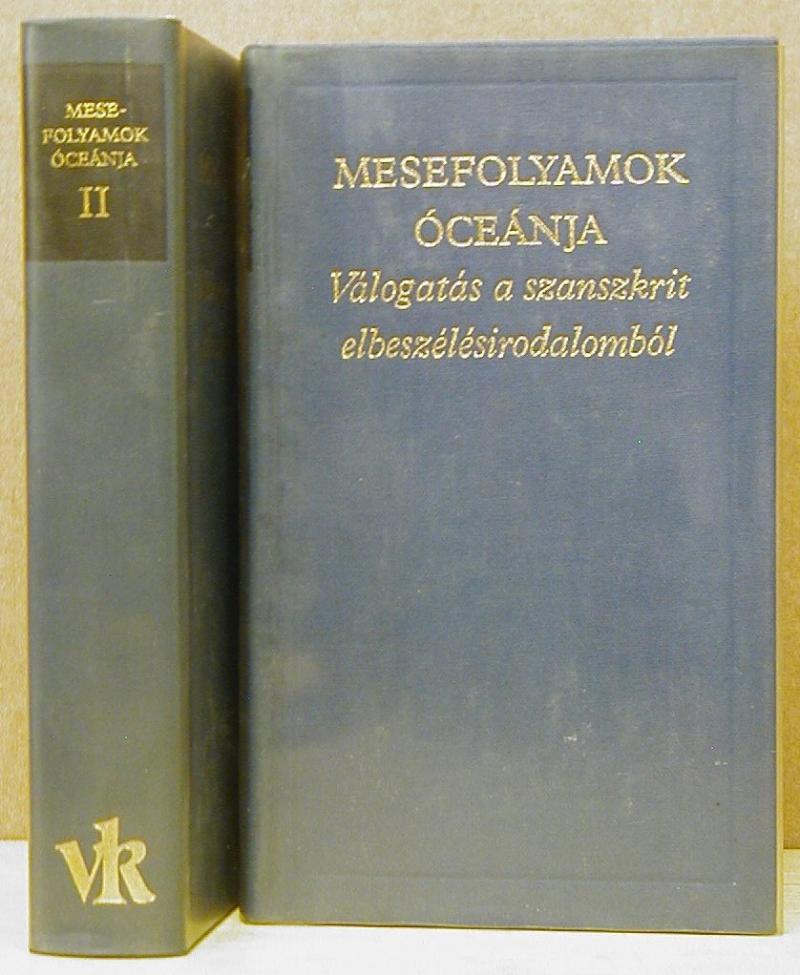 MESE-
FOLYAMOK
ÓCEÁNJA
II
VK
MESEFOLYAMOK
ÓCEÁNJA
Válogatás a szanszkrit
elbeszélésirodalomból